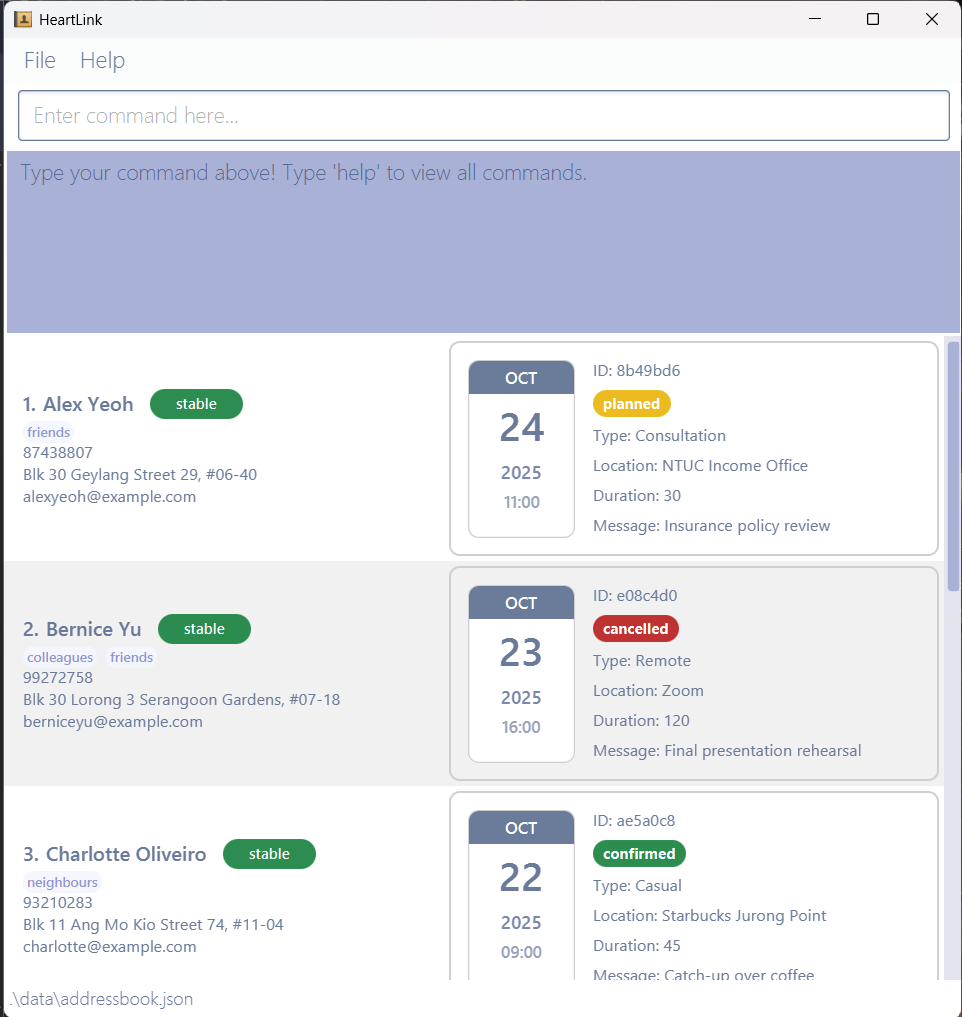 HeartLink
File Help
Enter command here...
Type your command above! Type 'help' to view all commands.
1. Alex Yeoh stable
friends
87438807
Blk 30 Geylang Street 29, #06-40
alexyeoh@example.com
OCT
24
2025
11:00
ID: 8b49bd6
planned
Type: Consultation
Location: NTUC Income Office
Duration: 30
Message: Insurance policy review
2. Bernice Yu stable
colleagues friends
99272758
Blk 30 Lorong 3 Serangoon Gardens, #07-18
berniceyu@example.com
OCT
23
2025
16:00
ID: e08c4d0
cancelled
Type: Remote
Location: Zoom
Duration: 120
Message: Final presentation rehearsal
3. Charlotte Oliveiro stable
neighbours
93210283
Blk 11 Ang Mo Kio Street 74, #11-04
charlotte@example.com
OCT
22
2025
09:00
ID: ae5a0c8
confirmed
Type: Casual
Location: Starbucks Jurong Point
Duration: 45
Message: Catch-up over coffee
.\data\addressbook.json